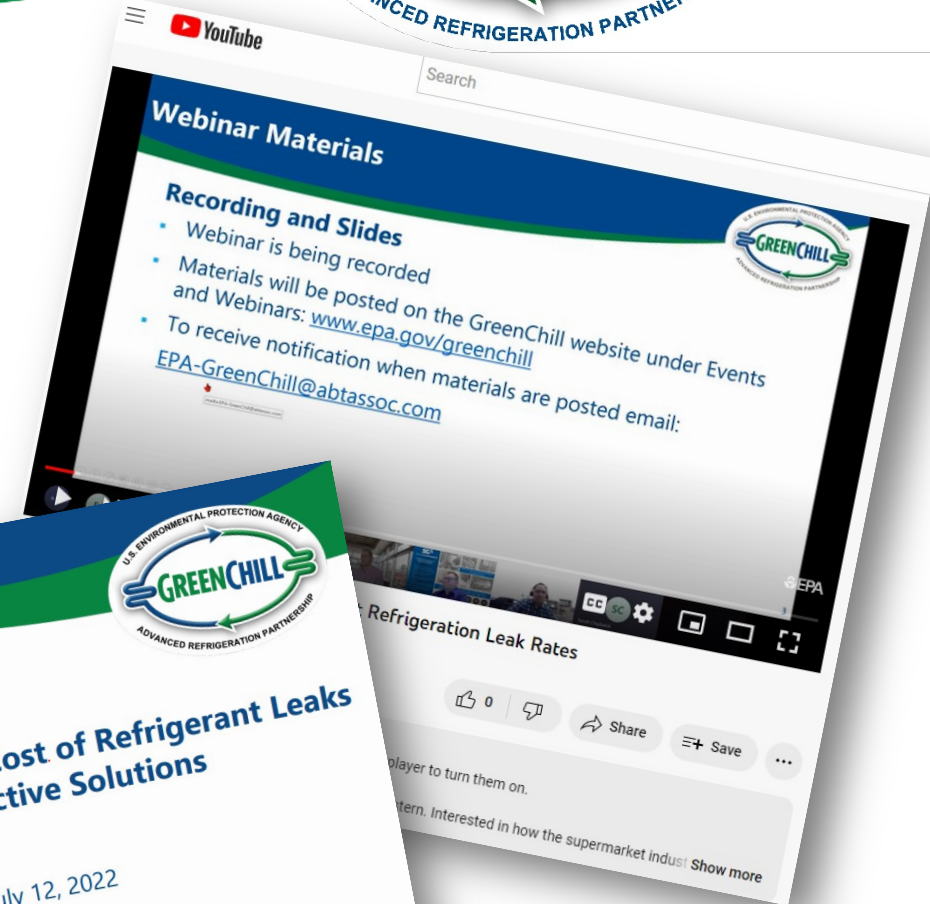 ANCED REFRIGERATION PARTNE
YouTube
Search
Webinar Materials
U.S. ENVIRONMENTAL PROTECTION AGENCY
GREENCHILL
ADVANCED REFRIGERATION PARTNERSHIP
Recording and Slides
▪ Webinar is being recorded
▪ Materials will be posted on the GreenChill website under Events
and Webinars: www.epa.gov/greenchill
▪ To receive notification when materials are posted email:
EPA-GreenChill@abtassoc.com
EPA
CC
SC
Refrigeration Leak Rates
0
Share
Save
player to turn them on.
tern. Interested in how the supermarket indust Show more
U.S. ENVIRONMENTAL PROTECTION AGENCY
GREENCHILL
ADVANCED REFRIGERATION PARTNERSHIP
ost of Refrigerant Leaks
ctive Solutions
uly 12, 2022